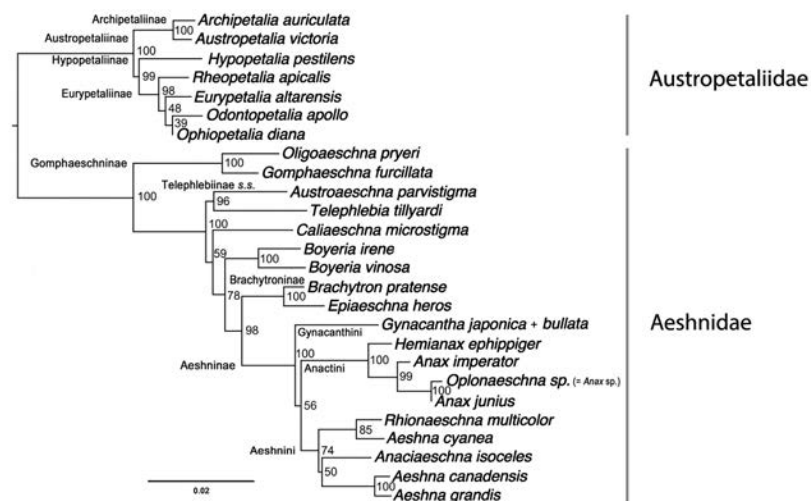 Archipetaliinae
Archipetalia auriculata
100
Austropetalia victoria
Austropetaliinae
100
Hypopetaliinae
Hypopetalia pestilens
99
Rheopetalia apicalis
98
Eurypetaliinae
Eurypetalia altarensis
48
Odontopetalia apollo
39
Ophiopetalia diana
Austropetaliidae
Oligoaeschna pryeri
Gomphaeschninae
100
Gomphaeschna furcillata
Telephlebiinae s.s.
100
Austroaeschna parvistigma
96
Telephlebia tillyardi
100
Caliaeschna microstigma
Boyeria irene
59
100
Boyeria vinosa
Brachytroninae
Brachytron pratense
78
100
Epiaeschna heros
Aeshnidae
98
Gynacantha japonica + bullata
Gynacanthini
Hemianax ephippiger
100
100
Aeshninae
Anactini
Anax imperator
99
Oplonaeschna sp. (= Anax sp.)
100
Anax junius
56
Rhionaeschna multicolor
85
Aeshna cyanea
Aeshnini
74
Anaciaeschna isoceles
50
Aeshna canadensis
100
Aeshna grandis
0.02